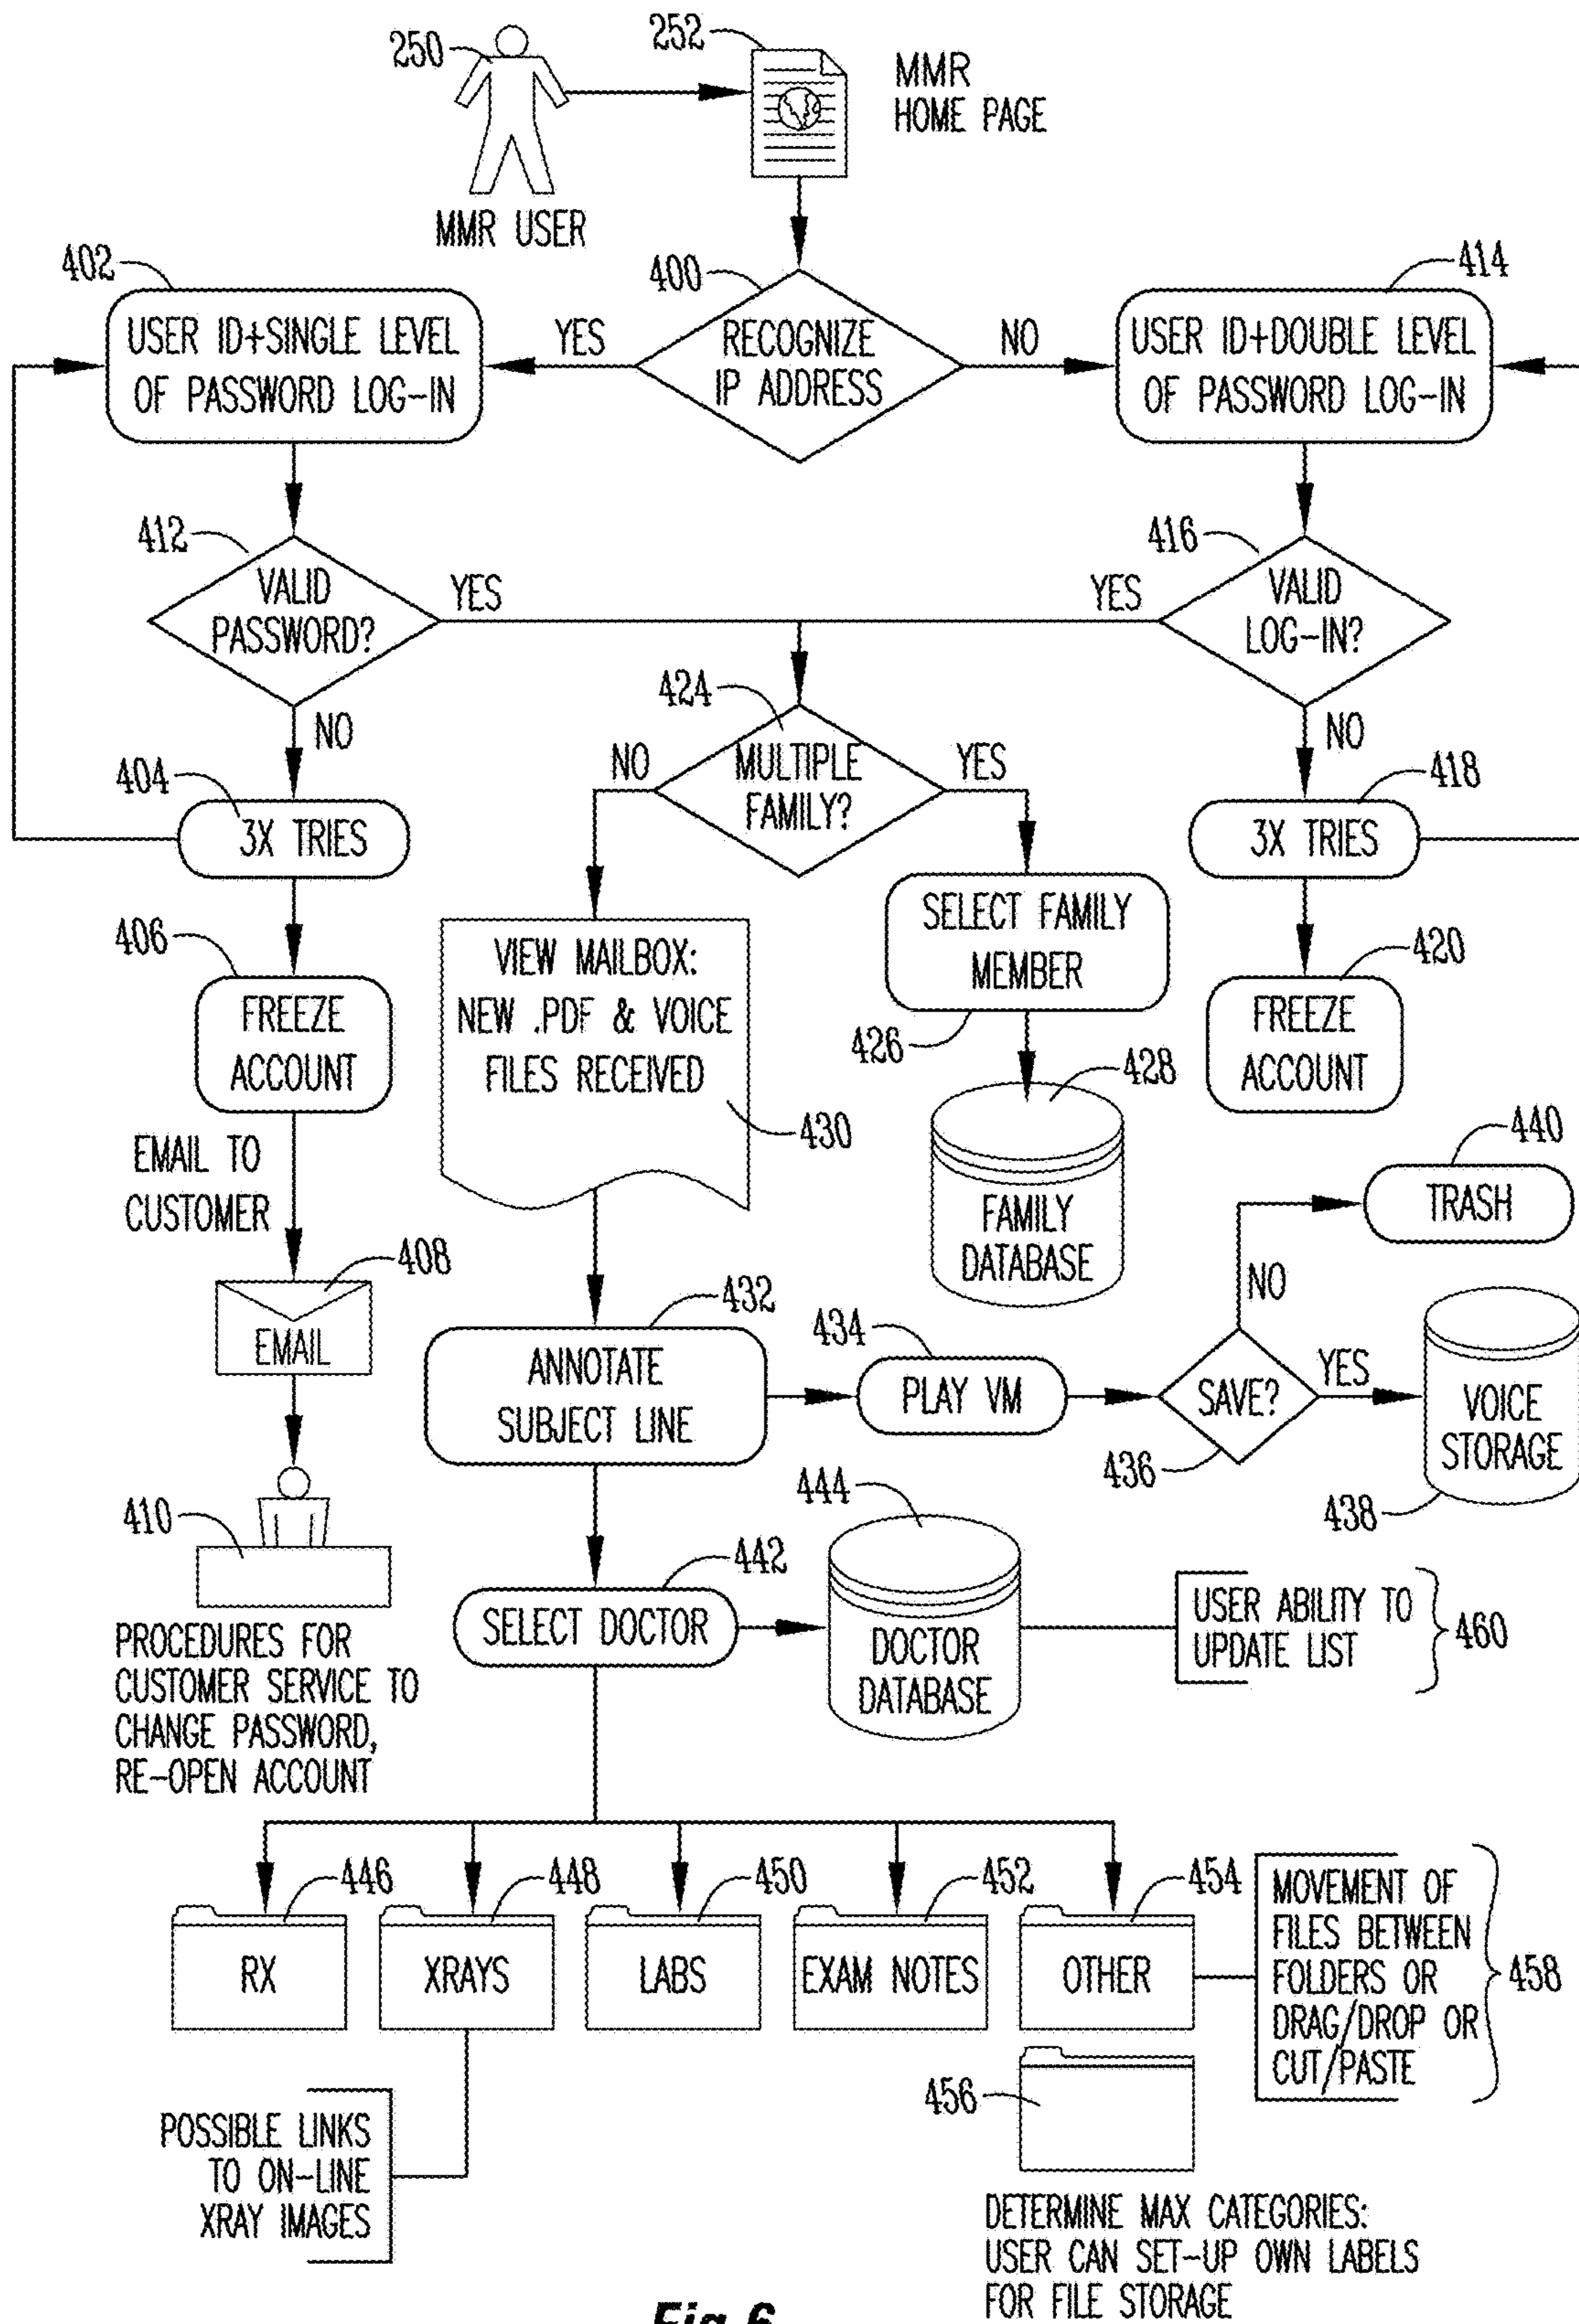 250
252
MMR
HOME PAGE
MMR USER
402
400
414
USER ID+SINGLE LEVEL
OF PASSWORD LOG-IN
YES
RECOGNIZE
IP ADDRESS
NO
USER ID+DOUBLE LEVEL
OF PASSWORD LOG-IN
412
VALID
PASSWORD?
YES
416
YES
VALID
LOG-IN?
NO
424
NO
MULTIPLE
FAMILY?
YES
NO
404
3X TRIES
418
3X TRIES
406
FREEZE
ACCOUNT
VIEW MAILBOX:
NEW .PDF & VOICE
FILES RECEIVED
430
SELECT FAMILY
MEMBER
426
428
FAMILY
DATABASE
420
FREEZE
ACCOUNT
EMAIL TO
CUSTOMER
440
TRASH
408
EMAIL
432
ANNOTATE
SUBJECT LINE
434
PLAY VM
NO
SAVE?
436
YES
VOICE
STORAGE
438
410
PROCEDURES FOR
CUSTOMER SERVICE TO
CHANGE PASSWORD,
RE-OPEN ACCOUNT
442
SELECT DOCTOR
444
DOCTOR
DATABASE
USER ABILITY TO
UPDATE LIST
460
446
RX
448
XRAYS
450
LABS
452
EXAM NOTES
454
OTHER
MOVEMENT OF
FILES BETWEEN
FOLDERS OR
DRAG/DROP OR
CUT/PASTE
458
POSSIBLE LINKS
TO ON-LINE
XRAY IMAGES
456
DETERMINE MAX CATEGORIES:
USER CAN SET-UP OWN LABELS
FOR FILE STORAGE
Fig.6